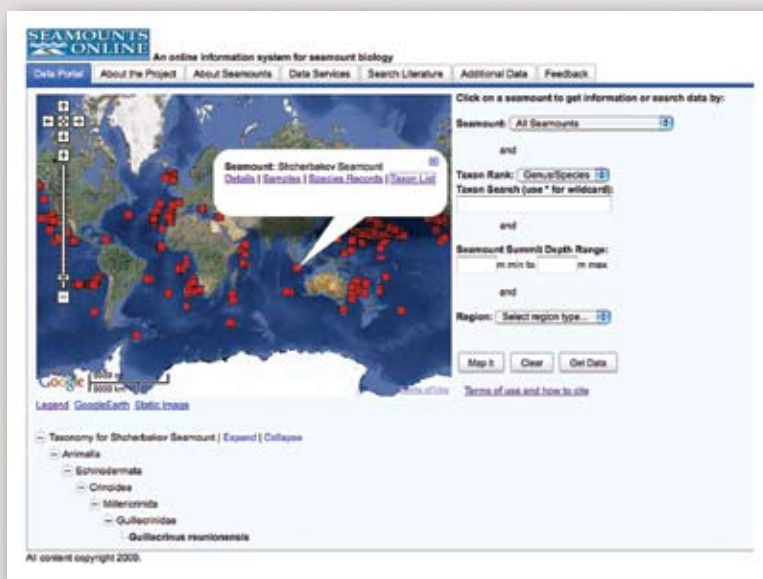 SEAMOUNTS
ONLINE An online information system for seamount biology
Data Portal About the Project About Seamounts Data Services Search Literature Additional Data Feedback
Click on a seamount to get information or search data by:
Seamount: All Seamounts
and
Taxon Rank: Genus/Species
Taxon Search (use * for wildcard):
and
Seamount Summit Depth Range:
m min to m max
and
Region: Select region type...
Map It Clear Get Data
Terms of use and how to cite
Seamount: Shcherbakov Seamount
Details | Samples | Species Records | Taxon List
Google
Legend GoogleEarth Static Image
Taxonomy for Shcherbakov Seamount | Expand | Collapse
Animalia
Echinodermata
Crinoidea
Millericrinida
Guillecrinidae
Guillecrinus reunionensis
All content copyright 2009.